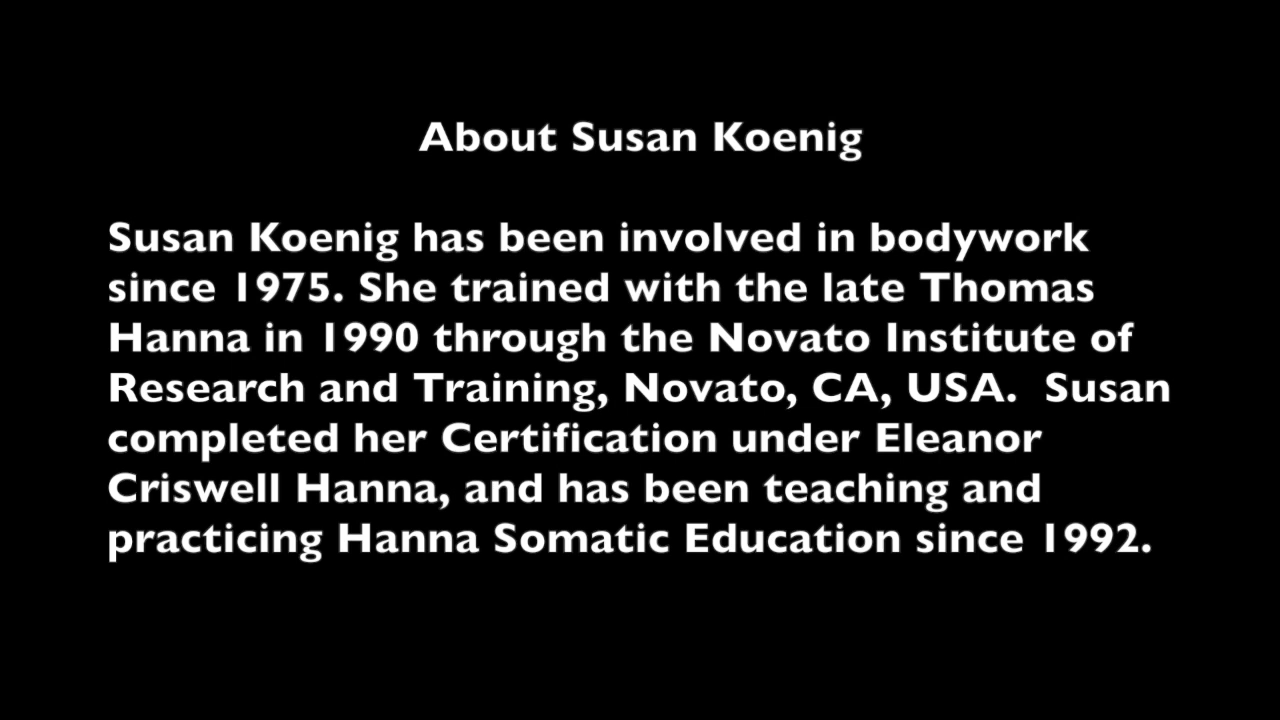 About Susan Koenig
Susan Koenig has been involved in bodywork
since 1975. She trained with the late Thomas
Hanna in 1990 through the Novato Institute of
Research and Training, Novato, CA, USA.  Susan
completed her Certification under Eleanor
Criswell Hanna, and has been teaching and
practicing Hanna Somatic Education since 1992.